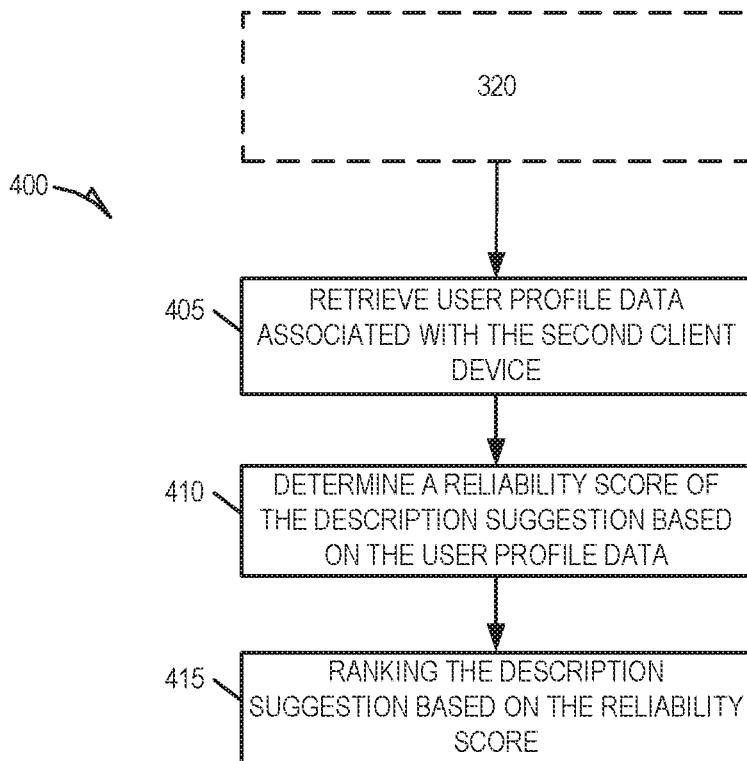 320
400
405
RETRIEVE USER PROFILE DATA
ASSOCIATED WITH THE SECOND CLIENT
DEVICE
410
DETERMINE A RELIABILITY SCORE OF
THE DESCRIPTION SUGGESTION BASED
ON THE USER PROFILE DATA
415
RANKING THE DESCRIPTION
SUGGESTION BASED ON THE RELIABILITY
SCORE